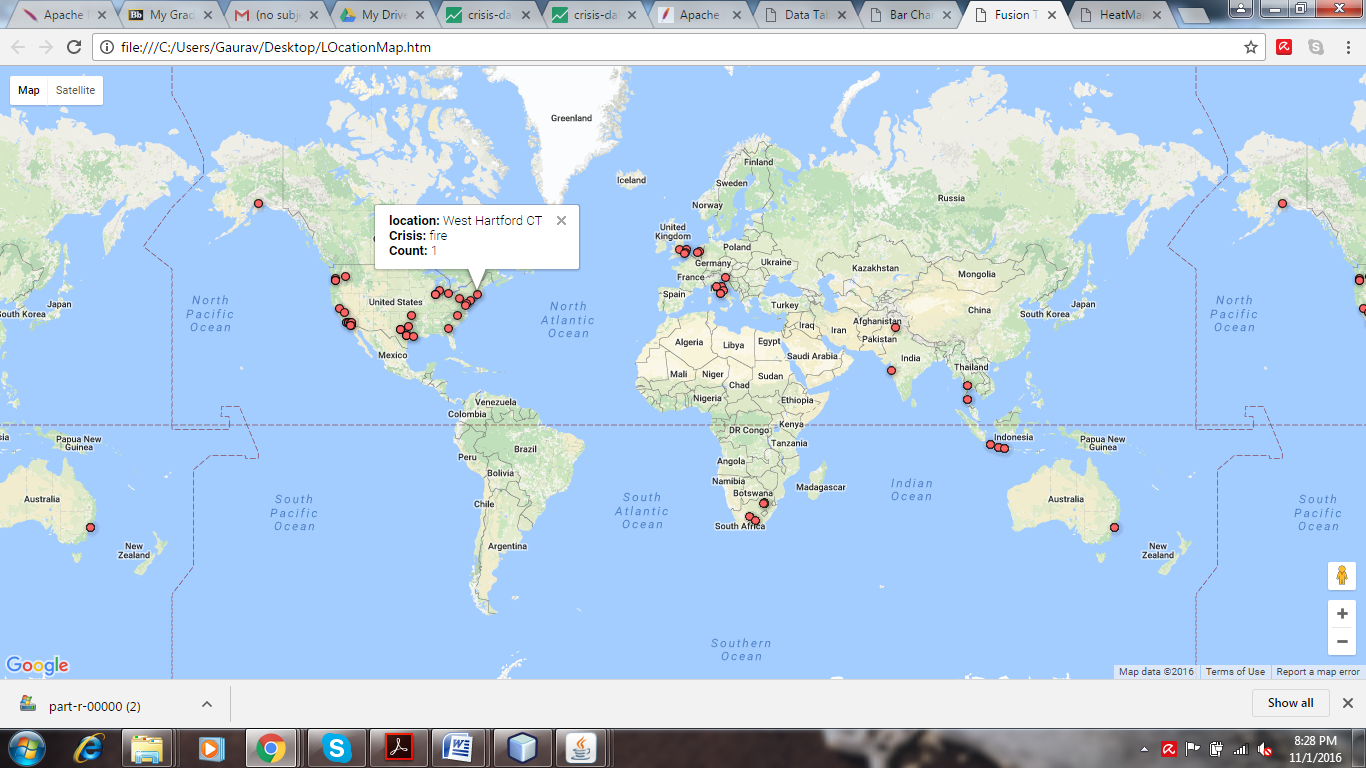 Apache H
My Grad
(no subj
My Drive
crisis-da
crisis-da
Apache
Data Tab
Bar Char
Fusion T
HeatMap
file:///C:/Users/Gaurav/Desktop/LOcationMap.htm
Map Satellite
Greenland
Iceland
Finland
Sweden
Norway
Russia
location: West Hartford CT
Crisis: fire
Count: 1
United
Kingdom
Poland
Germany
Ukraine
France
Kazakhstan
Mongolia
Spain
Turkey
Japan
South Korea
North
Pacific
Ocean
United States
North
Atlantic
Ocean
China
Japan
South Korea
North
Pacific
Ocean
Iraq
Iran
Afghanistan
Pakistan
Algeria
Libya
Egypt
Saudi Arabia
India
Thailand
Mexico
Mali
Niger
Chad
Sudan
Nigeria
Ethiopia
Venezuela
Colombia
DR Congo
Kenya
Tanzania
Indonesia
Papua New
Guinea
Papua New
Guinea
Peru
Brazil
Bolivia
Angola
Namibia
Botswana
Madagascar
Indian
Ocean
Australia
Australia
South
Pacific
Ocean
Chile
South
Atlantic
Ocean
South Africa
South
Pacific
Ocean
New
Zealand
Argentina
New
Zealand
Southern
Ocean
Google
Map data ©2016 Terms of Use Report a map error
part-r-00000 (2)
Show all
8:28 PM
11/1/2016